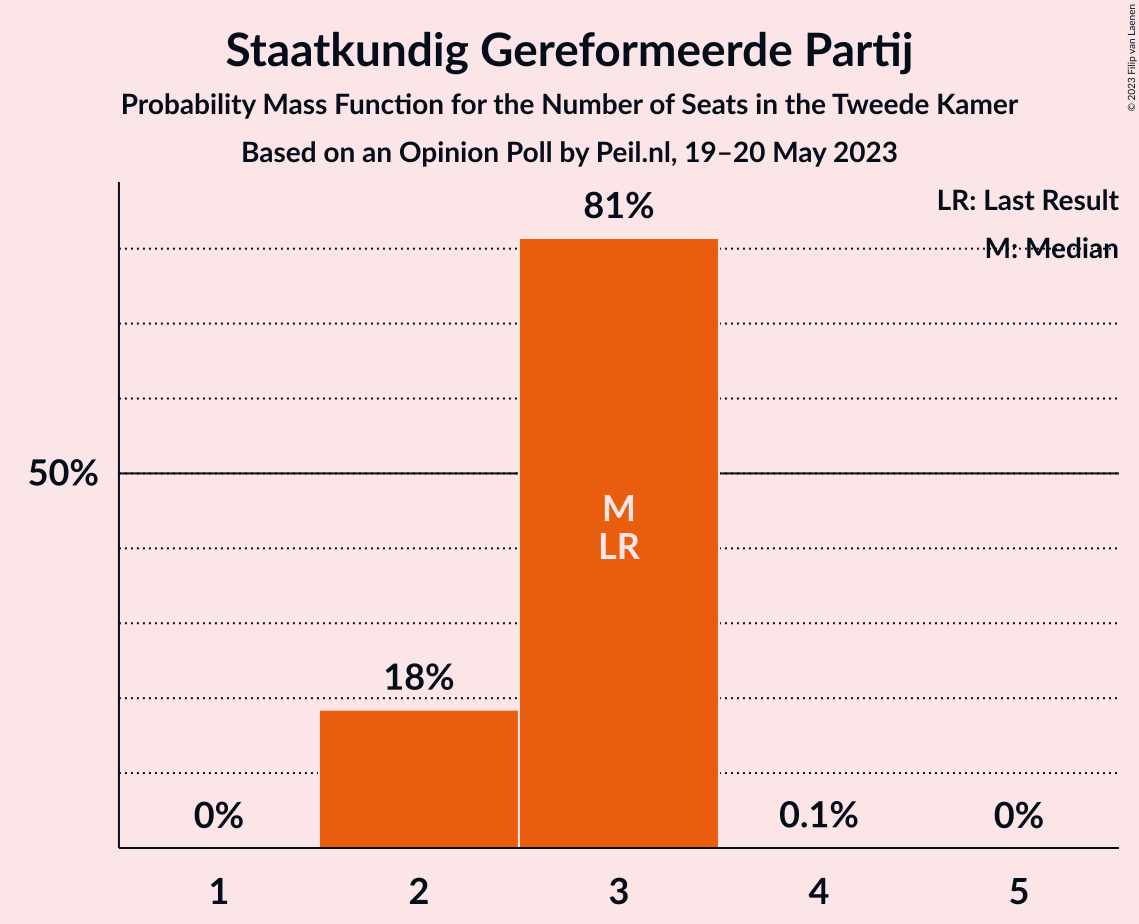 Staatkundig Gereformeerde Partij
Probability Mass Function for the Number of Seats in the Tweede Kamer
Based on an Opinion Poll by Peil.nl, 19–20 May 2023
© 2023 Filip van Laenen
LR: Last Result
M: Median
81%
50%
M
LR
18%
0%
0.1%
0%
1
2
3
4
5